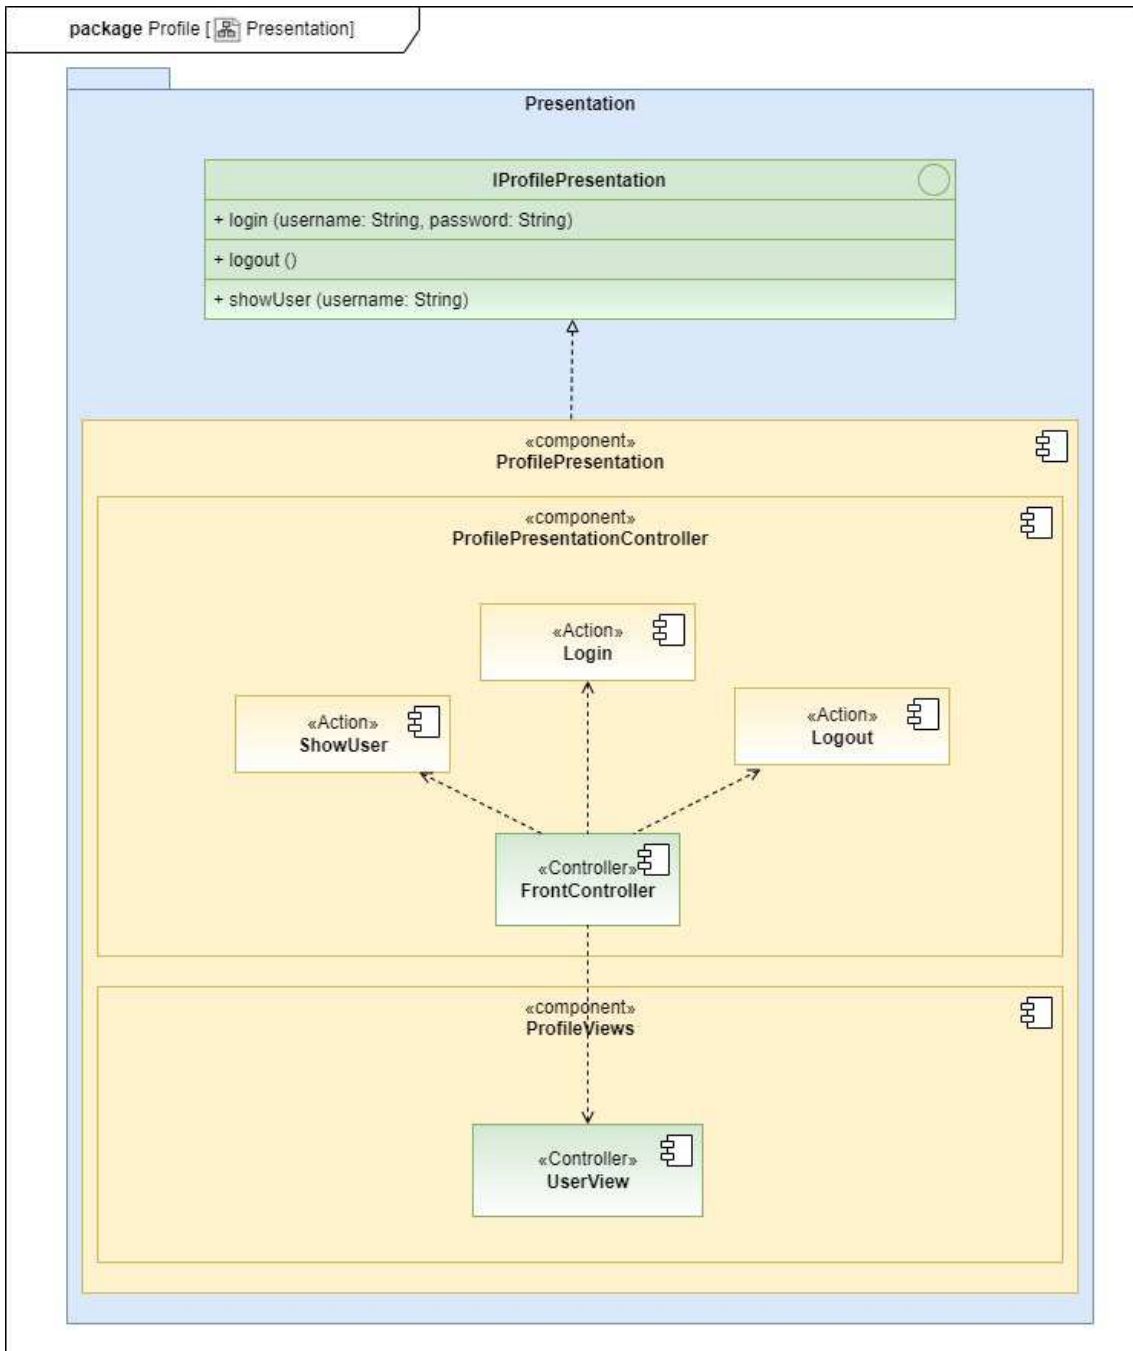 package Profile [ Presentation]
Presentation
IProfilePresentation
+ login (username: String, password: String)
+ logout ()
+ showUser (username: String)
«component»
ProfilePresentation
«component»
ProfilePresentationController
«Action»
Login
«Action»
ShowUser
«Action»
Logout
«Controller»
FrontController
«component»
ProfileViews
«Controller»
UserView